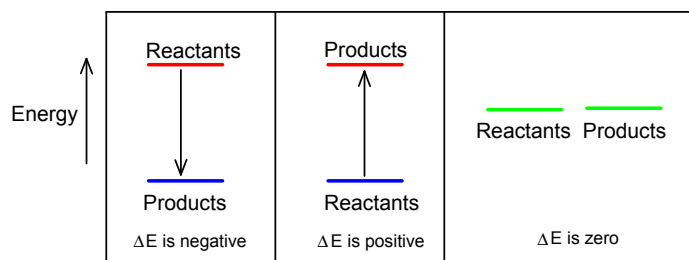 Energy
Reactants
Products
ΔE is negative
Products
Reactants
ΔE is positive
Reactants Products
ΔE is zero